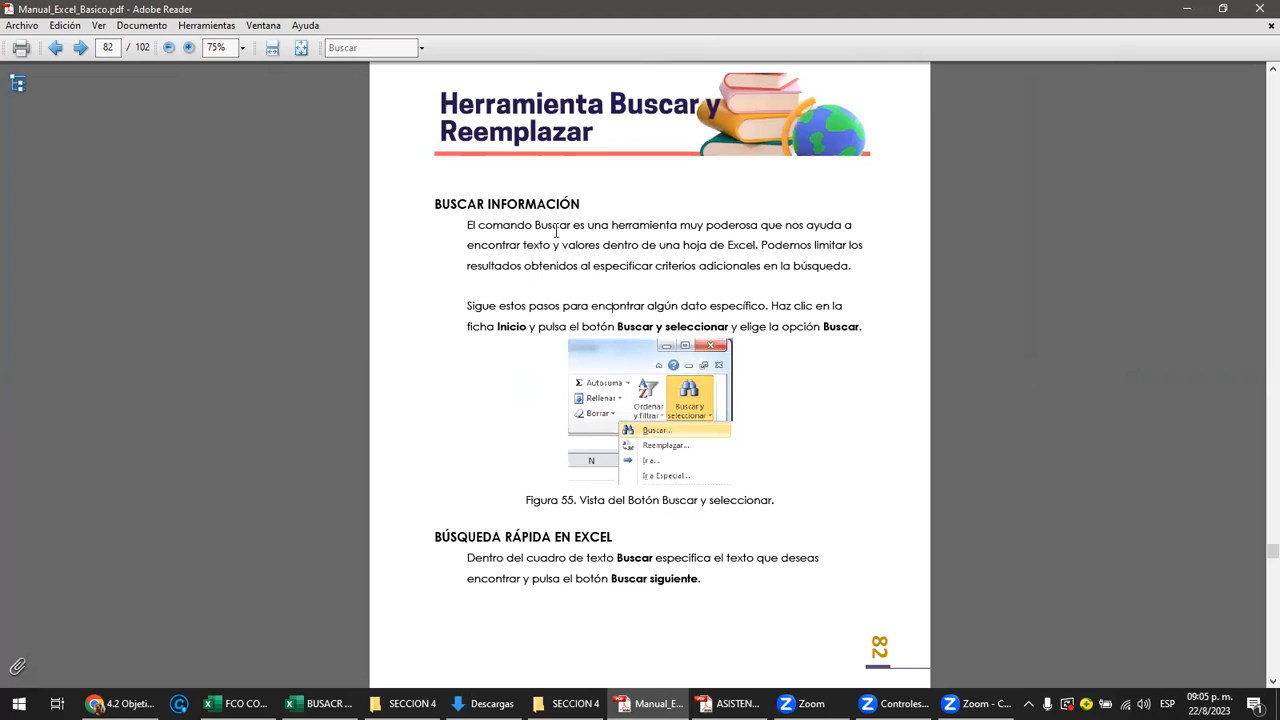 Manual_Excel_Basico.pdf - Adobe Reader
Archivo Edición Ver Documento Herramientas Ventana Ayuda
82 / 102 75% Buscar
Herramienta Buscar y
Reemplazar
BUSCAR INFORMACIÓN
El comando Buscar es una herramienta muy poderosa que nos ayuda a
encontrar texto y valores dentro de una hoja de Excel. Podemos limitar los
resultados obtenidos al especificar criterios adicionales en la búsqueda.
Sigue estos pasos para encontrar algún dato específico. Haz clic en la
ficha Inicio y pulsa el botón Buscar y seleccionar y elige la opción Buscar.
Σ Autosuma
Rellenar
Borrar
Ordenar
y filtrar
Buscar y
seleccionar
Buscar...
Reemplazar...
N
Ir a...
Ir a Especial...
Figura 55. Vista del Botón Buscar y seleccionar.
BÚSQUEDA RÁPIDA EN EXCEL
Dentro del cuadro de texto Buscar especifica el texto que deseas
encontrar y pulsa el botón Buscar siguiente.
82
4.2 Objeti... FCO CO... BUSACR ... SECCION 4 Descargas SECCION 4 Manual_E... ASISTEN... Zoom Controles... Zoom - C... ESP 09:05 p. m.
22/8/2023